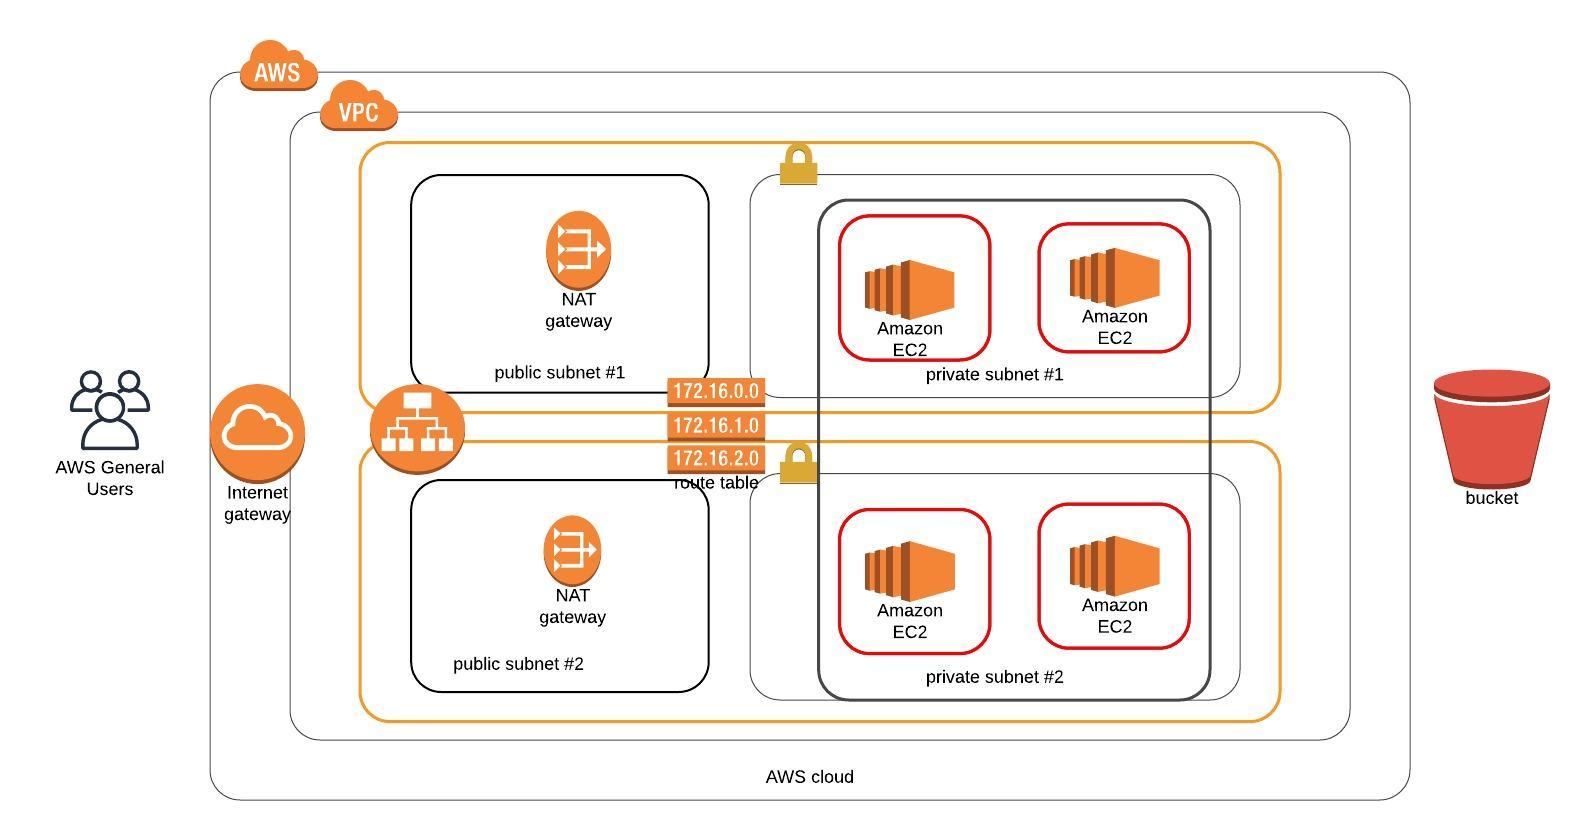 AWS
VPC
NAT
gateway
public subnet #1
Amazon
EC2
Amazon
EC2
private subnet #1
172.16.0.0
172.16.1.0
172.16.2.0
route table
AWS General
Users
Internet
gateway
bucket
NAT
gateway
public subnet #2
Amazon
EC2
Amazon
EC2
private subnet #2
AWS cloud